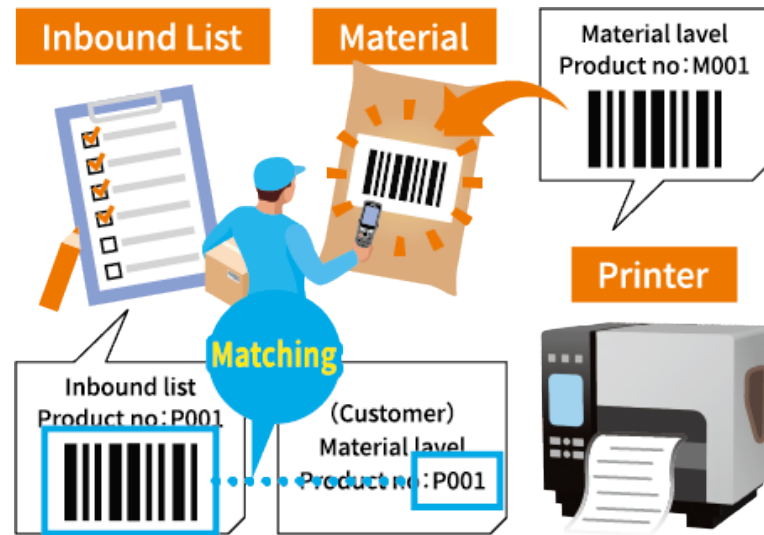 Inbound List
Material
Material lavel
Product no:M001
Printer
Matching
Inbound list
Product no:P001
(Customer)
Material lavel
Product no:P001